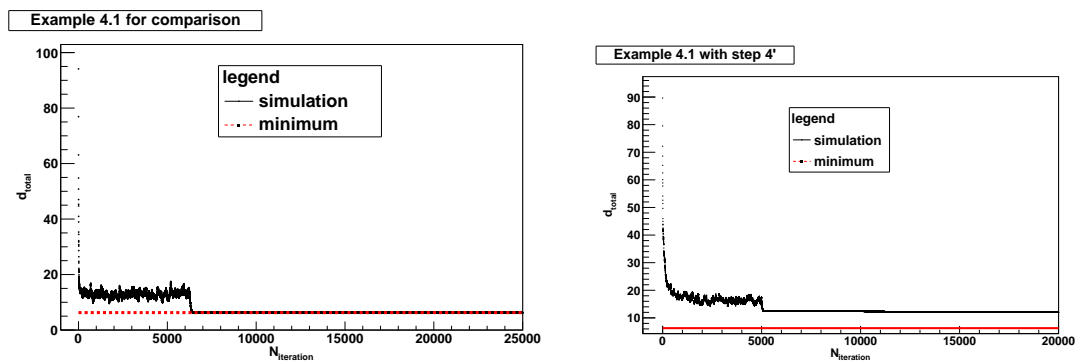 Example 4.1 for comparison
d_total
100
80
60
40
20
0
legend
simulation
minimum
0 5000 10000 15000 20000 25000
N_iteration
Example 4.1 with step 4'
d_total
90
80
70
60
50
40
30
20
10
legend
simulation
minimum
0 5000 10000 15000 20000
N_iteration